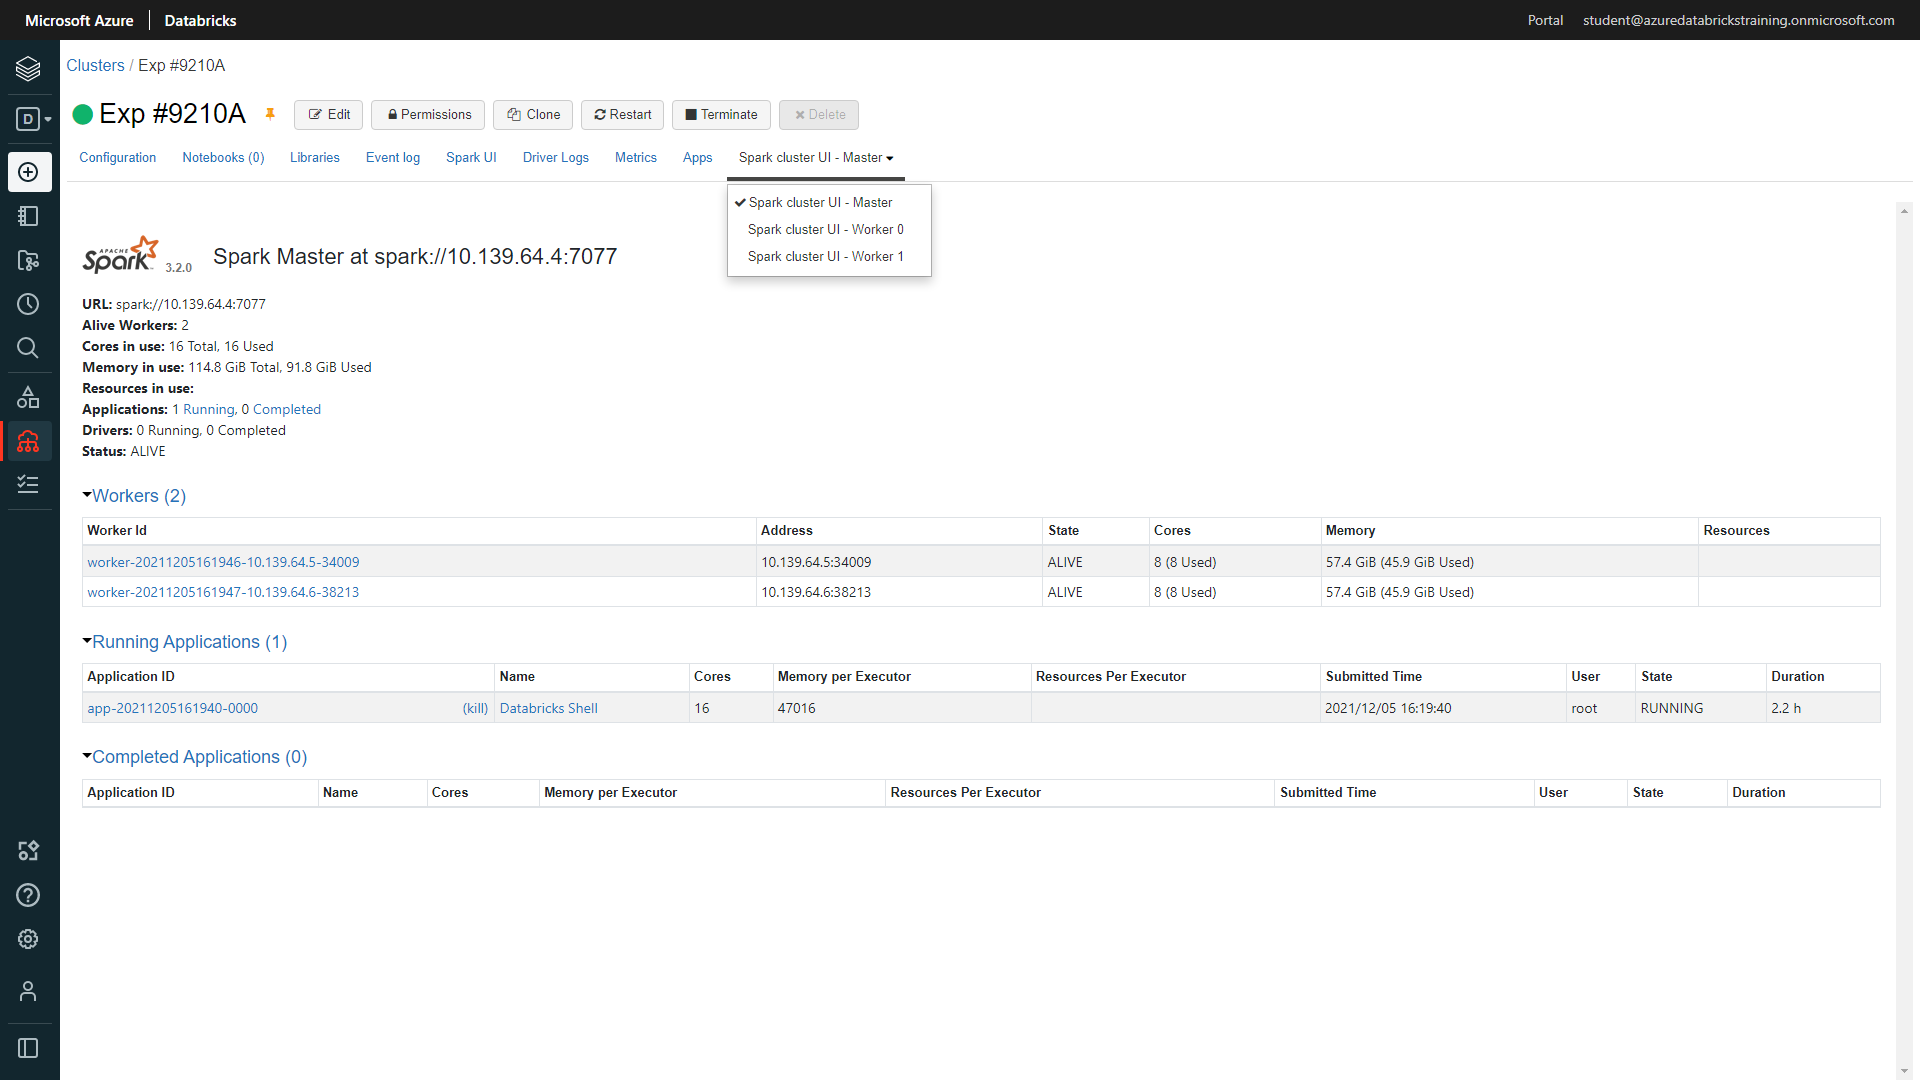 Microsoft Azure | Databricks Portal student@azuredatabrickstraining.onmicrosoft.com
Clusters / Exp #9210A
D
Exp #9210A Edit Permissions Clone Restart Terminate Delete
Configuration Notebooks (0) Libraries Event log Spark UI Driver Logs Metrics Apps Spark cluster UI - Master
Spark cluster UI - Master
Spark cluster UI - Worker 0
Spark cluster UI - Worker 1
APACHE Spark 3.2.0 Spark Master at spark://10.139.64.4:7077
URL: spark://10.139.64.4:7077
Alive Workers: 2
Cores in use: 16 Total, 16 Used
Memory in use: 114.8 GiB Total, 91.8 GiB Used
Resources in use:
Applications: 1 Running, 0 Completed
Drivers: 0 Running, 0 Completed
Status: ALIVE
Workers (2)
Worker Id Address State Cores Memory Resources
worker-20211205161946-10.139.64.5-34009 10.139.64.5:34009 ALIVE 8 (8 Used) 57.4 GiB (45.9 GiB Used)
worker-20211205161947-10.139.64.6-38213 10.139.64.6:38213 ALIVE 8 (8 Used) 57.4 GiB (45.9 GiB Used)
Running Applications (1)
Application ID Name Cores Memory per Executor Resources Per Executor Submitted Time User State Duration
app-20211205161940-0000 (kill) Databricks Shell 16 47016 2021/12/05 16:19:40 root RUNNING 2.2 h
Completed Applications (0)
Application ID Name Cores Memory per Executor Resources Per Executor Submitted Time User State Duration